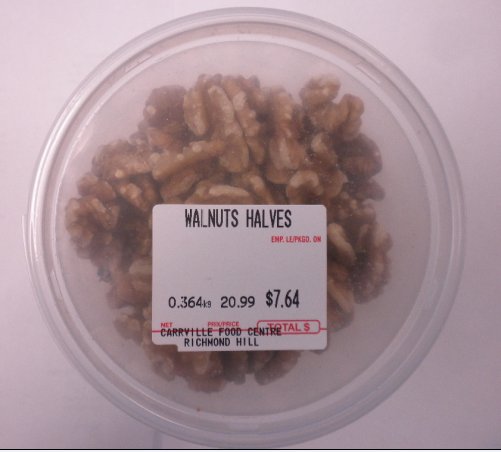 WALNUTS HALVES
EMP. LE/PKGD. ON
0.364kg 20.99 $7.64
NET PRIX/PRICE TOTAL $
CARRVILLE FOOD CENTRE
RICHMOND HILL